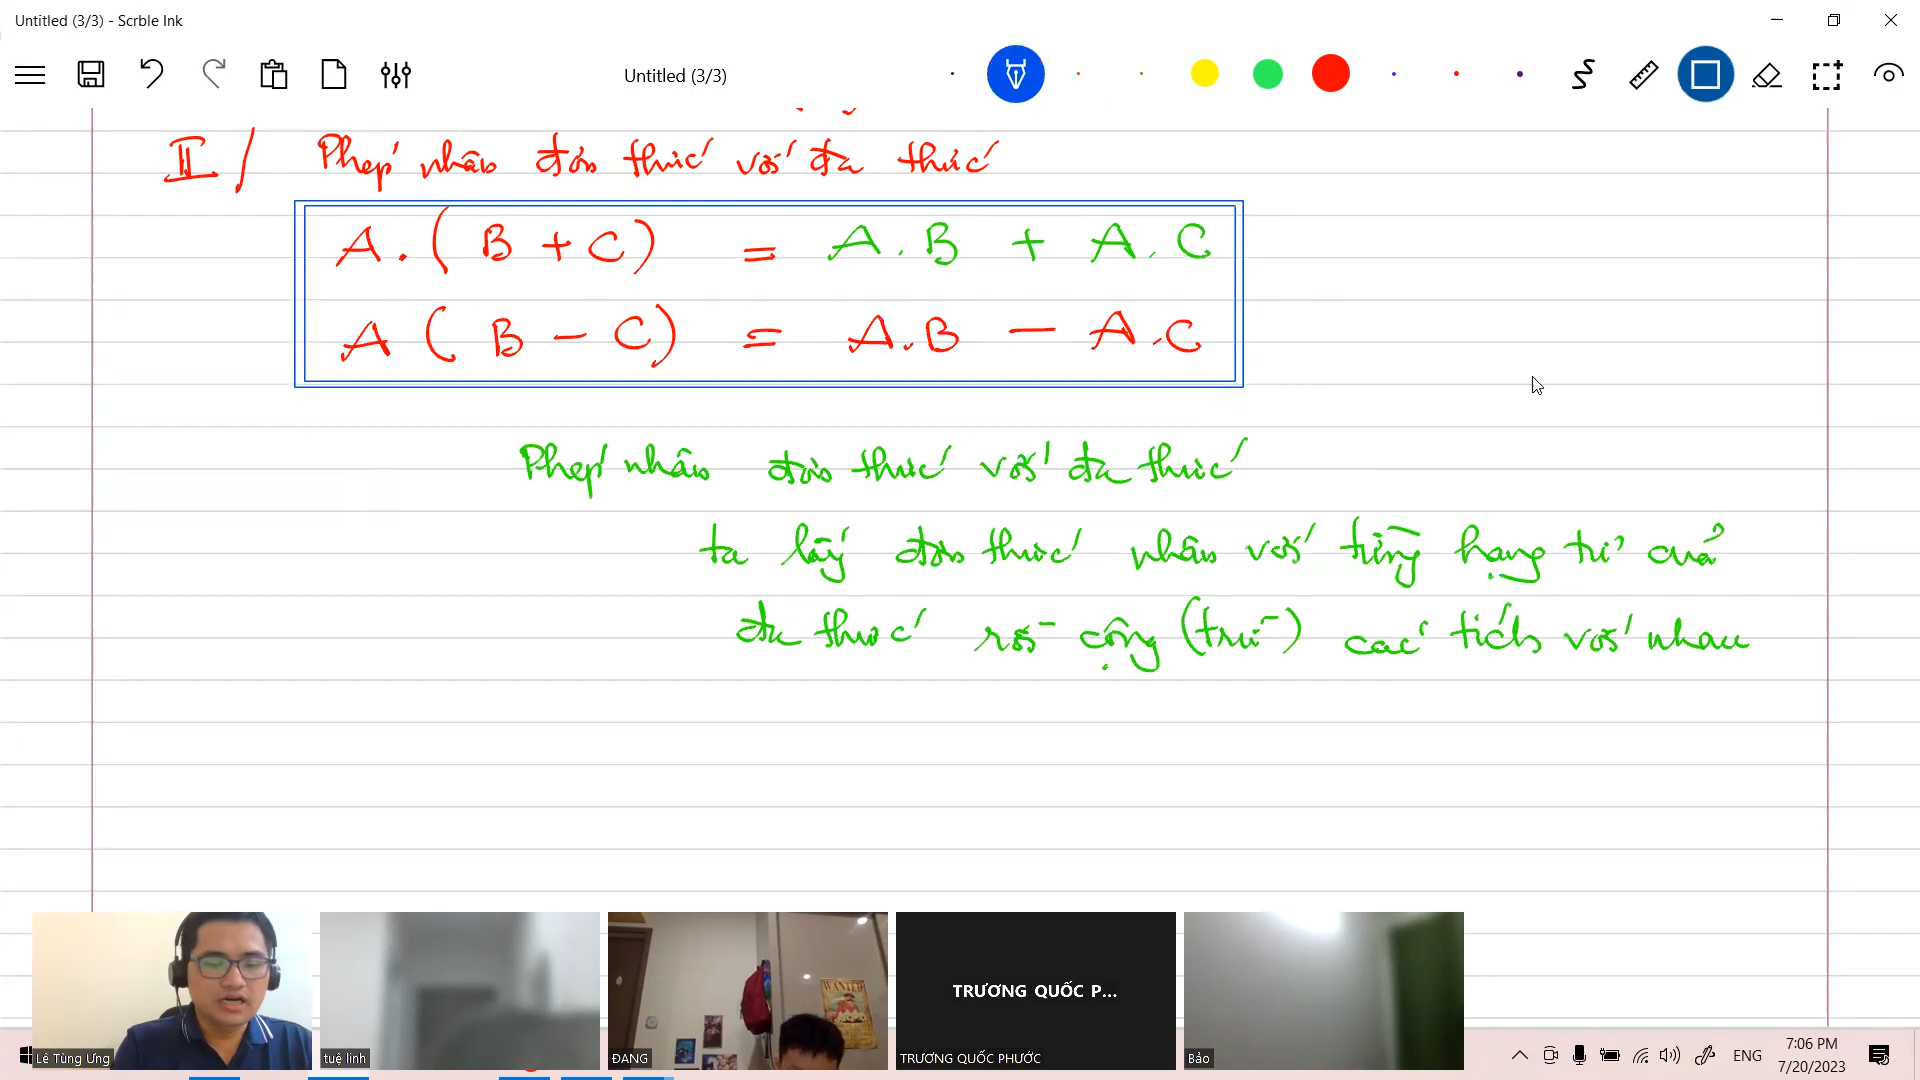 Untitled (3/3) - Scrble Ink
Untitled (3/3)
II/ Phép nhân đơn thức với đa thức
A.(B + C) = A.B + A.C
A(B - C) = A.B - A.C
Phép nhân đơn thức với đa thức
ta lấy đơn thức nhân với từng hạng tử của
đa thức rồi cộng (trừ) các tích với nhau
WANTED
TRƯƠNG QUỐC P...
Lê Tùng Ưng
tuệ linh
ĐANG
TRƯƠNG QUỐC PHƯỚC
Bảo
ENG
7:06 PM
7/20/2023